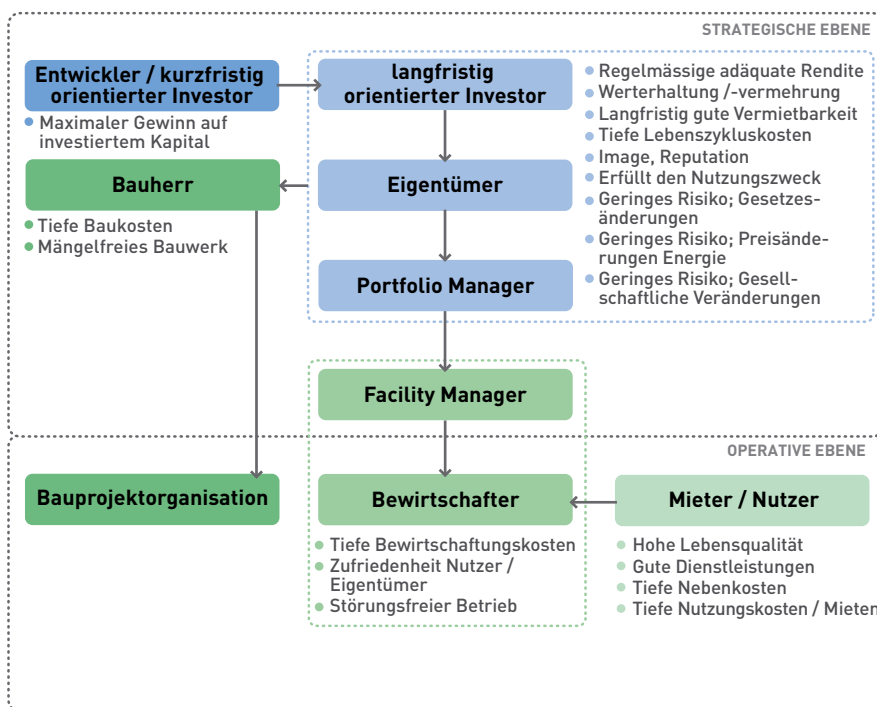 STRATEGISCHE EBENE
Entwickler / kurzfristig
orientierter Investor
Maximaler Gewinn auf
investiertem Kapital
langfristig
orientierter Investor
Regelmässige adäquate Rendite
Werterhaltung /-vermehrung
Langfristig gute Vermietbarkeit
Tiefe Lebenszykluskosten
Image, Reputation
Erfüllt den Nutzungszweck
Geringes Risiko; Gesetzes-
änderungen
Geringes Risiko; Preisände-
rungen Energie
Geringes Risiko; Gesell-
schaftliche Veränderungen
Bauherr
Tiefe Baukosten
Mängelfreies Bauwerk
Eigentümer
Portfolio Manager
Facility Manager
OPERATIVE EBENE
Bauprojektorganisation
Bewirtschafter
Tiefe Bewirtschaftungskosten
Zufriedenheit Nutzer /
Eigentümer
Störungsfreier Betrieb
Mieter / Nutzer
Hohe Lebensqualität
Gute Dienstleistungen
Tiefe Nebenkosten
Tiefe Nutzungskosten / Mieten